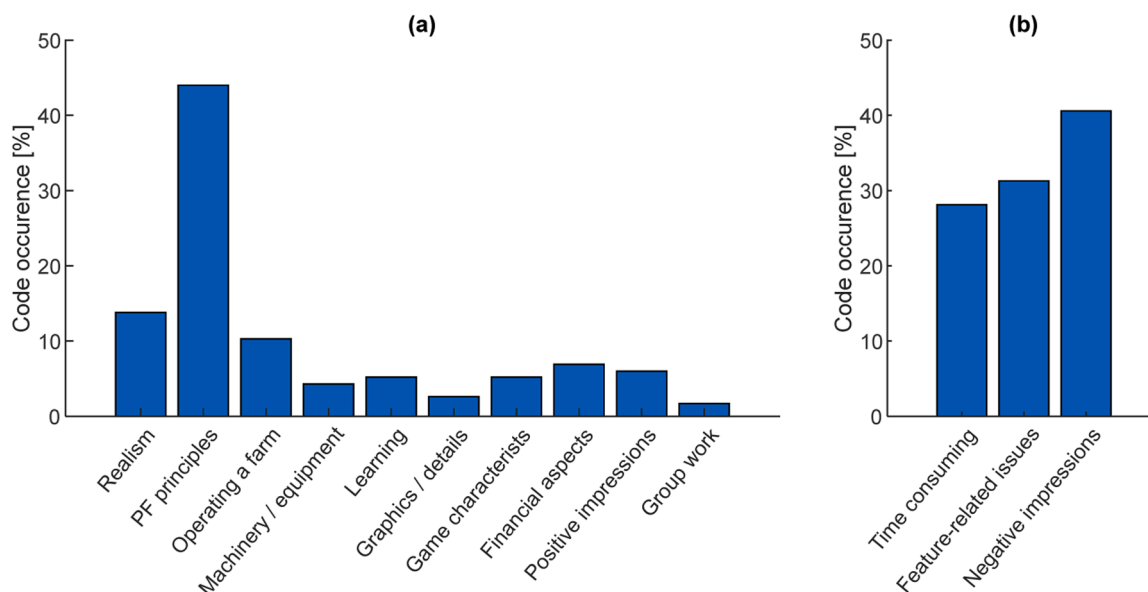 (a)
Code occurence [%]
50
40
30
20
10
0
Realism
PF principles
Operating a farm
Machinery / equipment
Learning
Graphics / details
Game characterists
Financial aspects
Positive impressions
Group work
(b)
Code occurence [%]
50
40
30
20
10
0
Time consuming
Feature-related issues
Negative impressions